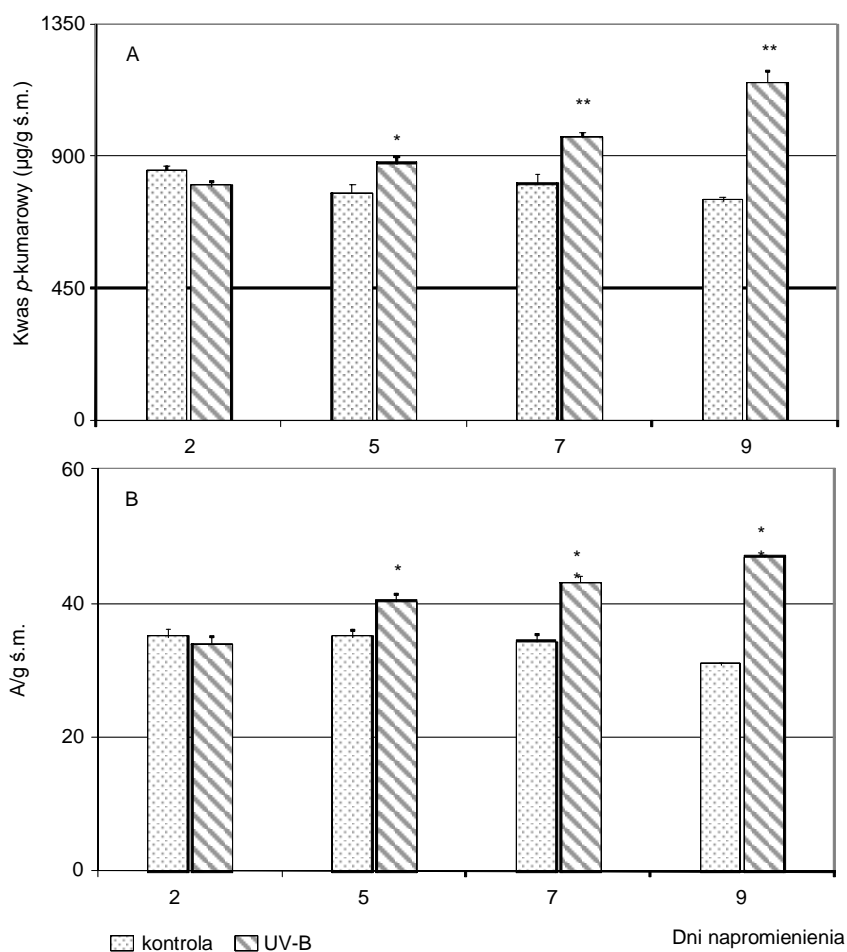 1350
A
**
**
*
900
450
0
Kwas p-kumarowy (µg/g ś.m.)
2 5 7 9
60
B
*
*
*
*
*
40
20
0
A/g ś.m.
2 5 7 9
kontrola UV-B Dni napromienienia